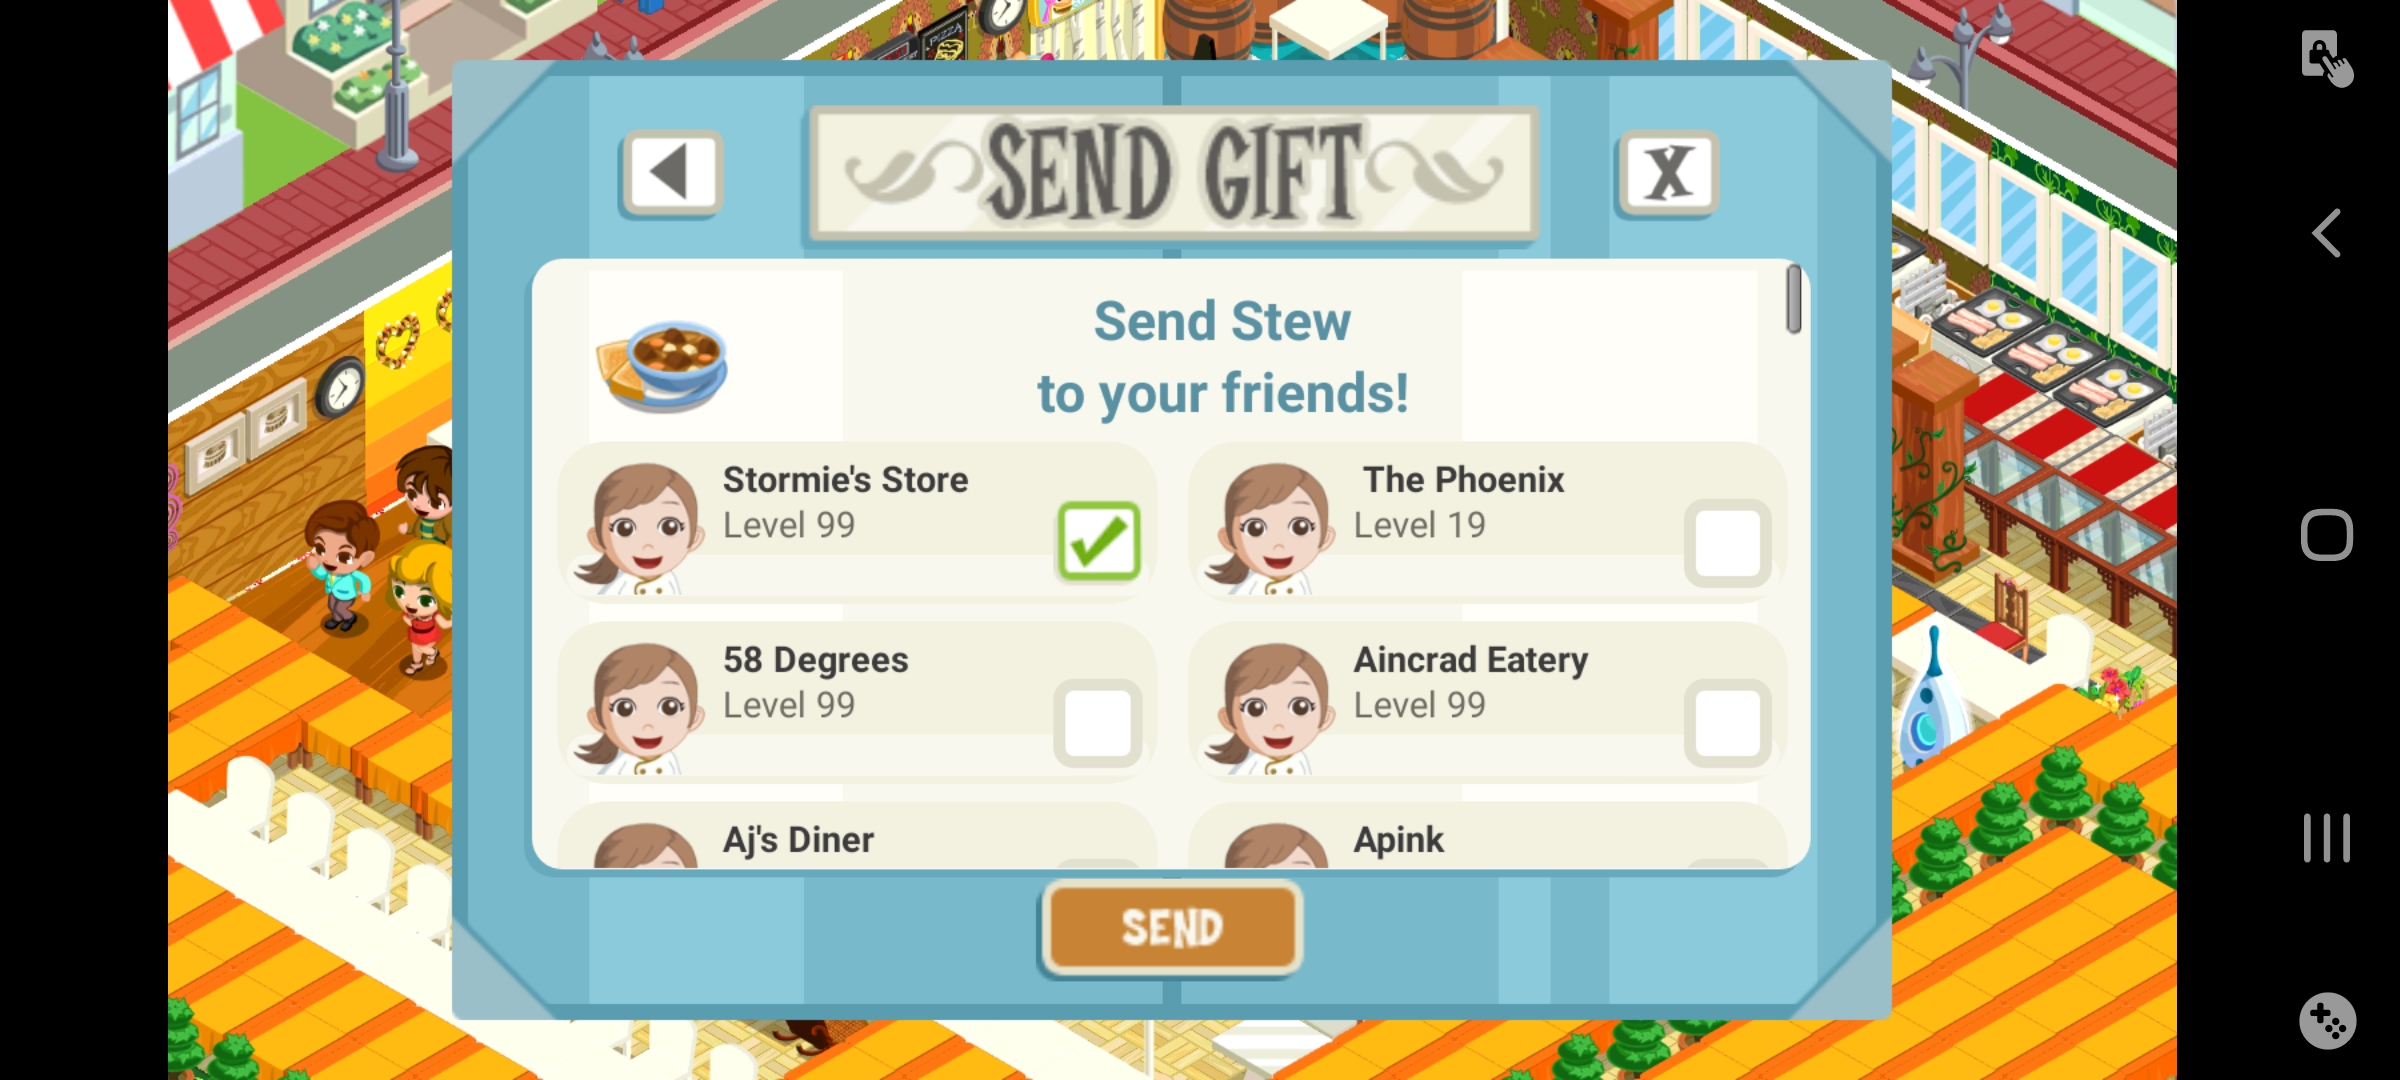 PIZZA
SEND GIFT
X
Send Stew
to your friends!
Stormie's Store
Level 99
The Phoenix
Level 19
58 Degrees
Level 99
Aincrad Eatery
Level 99
Aj's Diner
Apink
SEND